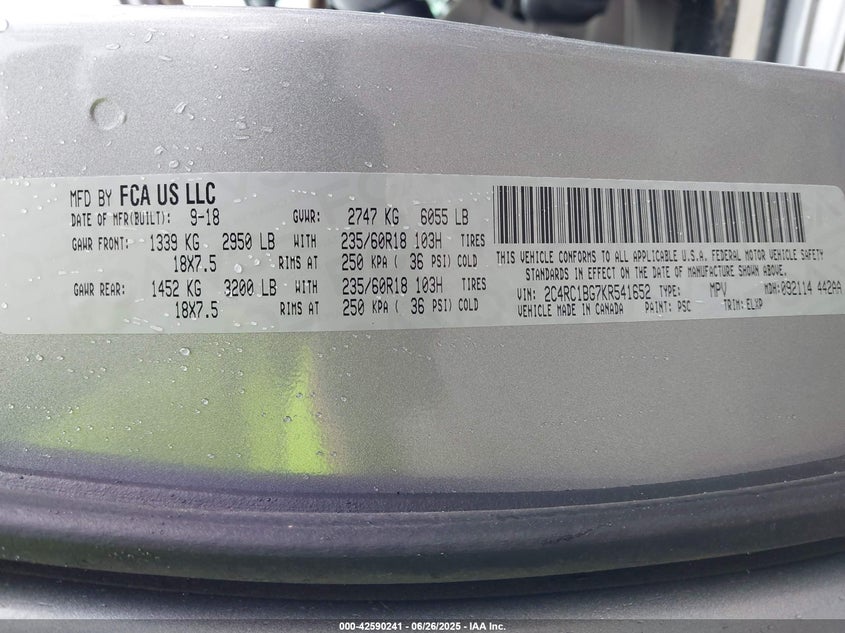 MFD BY FCA US LLC
DATE OF MFR(BUILT): 9-18 GVWR: 2747 KG 6055 LB
GAWR FRONT: 1339 KG 2950 LB WITH 235/60R18 103H TIRES
18X7.5 RIMS AT 250 KPA ( 36 PSI) COLD
GAWR REAR: 1452 KG 3200 LB WITH 235/60R18 103H TIRES
18X7.5 RIMS AT 250 KPA ( 36 PSI) COLD
THIS VEHICLE CONFORMS TO ALL APPLICABLE U.S.A. FEDERAL MOTOR VEHICLE SAFETY
STANDARDS IN EFFECT ON THE DATE OF MANUFACTURE SHOWN ABOVE.
VIN: 2C4RC1BG7KR541652 TYPE: MPV MDH: 092114 442AA
VEHICLE MADE IN CANADA PAINT: PSC TRIM: ELXP
000-42590241 - 06/26/2025 - IAA Inc.